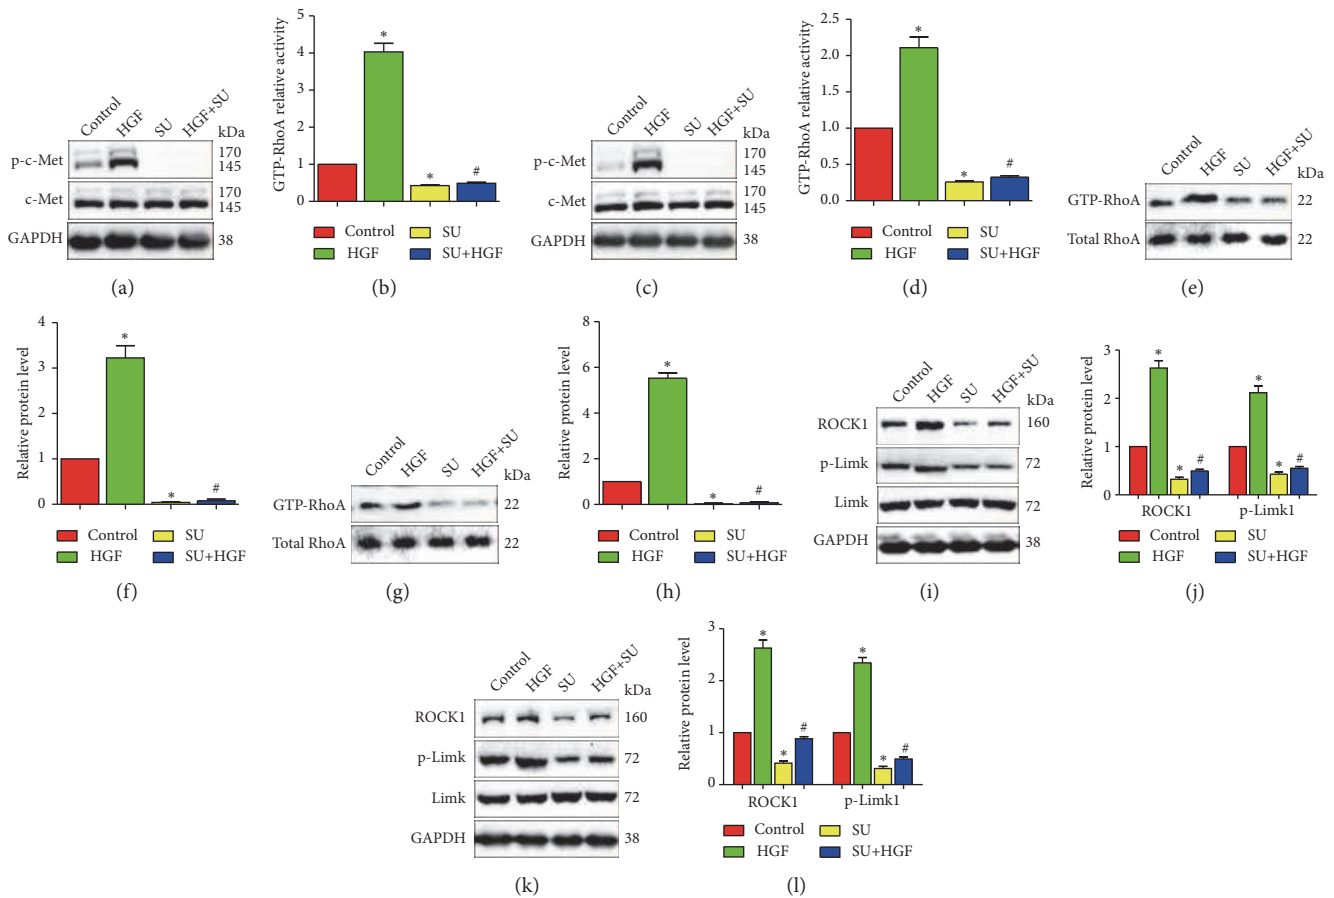 Control
HGF
SU
HGF+SU
kDa
p-c-Met
170
145
c-Met
170
145
GAPDH
38
(a)
GTP-RhoA relative activity
5
4
3
2
1
0
*
*
#
Control
SU
HGF
SU+HGF
(b)
Control
HGF
SU
HGF+SU
kDa
p-c-Met
170
145
c-Met
170
145
GAPDH
38
(c)
GTP-RhoA relative activity
2.5
2.0
1.5
1.0
0.5
0.0
*
*
#
Control
SU
HGF
SU+HGF
(d)
Control
HGF
SU
HGF+SU
kDa
GTP-RhoA
22
Total RhoA
22
(e)
Relative protein level
4
3
2
1
0
*
*
#
Control
SU
HGF
SU+HGF
(f)
Control
HGF
SU
HGF+SU
kDa
GTP-RhoA
22
Total RhoA
22
(g)
Relative protein level
8
6
4
2
0
*
*
#
Control
SU
HGF
SU+HGF
(h)
Control
HGF
SU
HGF+SU
kDa
ROCK1
160
p-Limk
72
Limk
72
GAPDH
38
(i)
Relative protein level
3
2
1
0
*
*
#
*
*
#
ROCK1
p-Limk1
Control
SU
HGF
SU+HGF
(j)
Control
HGF
SU
HGF+SU
kDa
ROCK1
160
p-Limk
72
Limk
72
GAPDH
38
(k)
Relative protein level
3
2
1
0
*
*
#
*
*
#
ROCK1
p-Limk1
Control
SU
HGF
SU+HGF
(l)